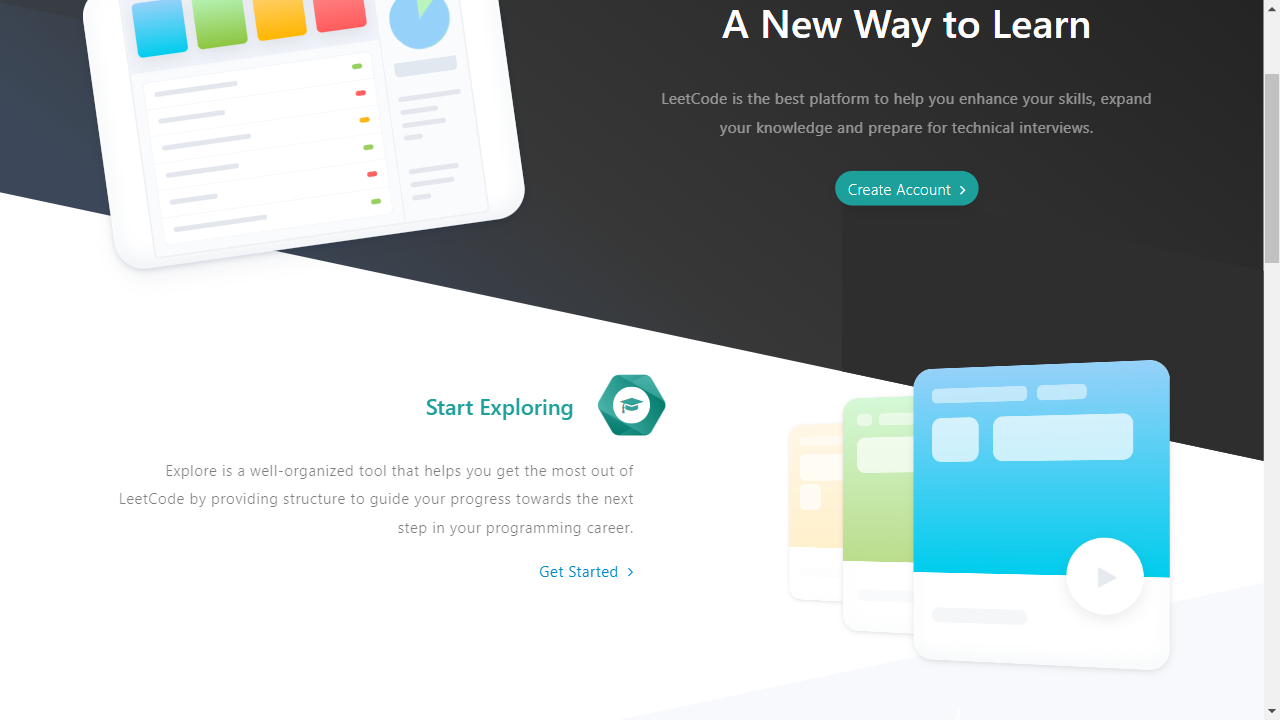 A New Way to Learn
LeetCode is the best platform to help you enhance your skills, expand
your knowledge and prepare for technical interviews.
Create Account
Start Exploring
Explore is a well-organized tool that helps you get the most out of
LeetCode by providing structure to guide your progress towards the next
step in your programming career.
Get Started